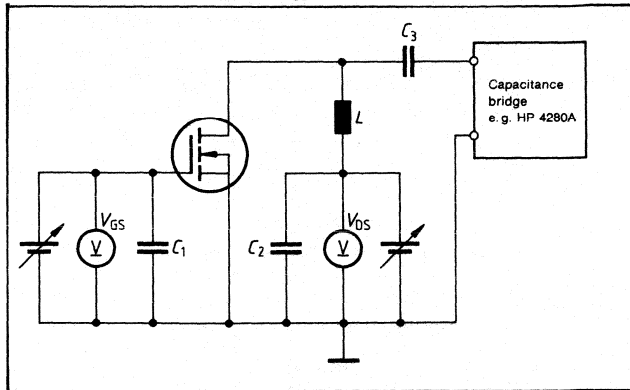 C3
Capacitance
bridge
e. g. HP 4280A
L
VGS
V
C1
C2
VDS
V